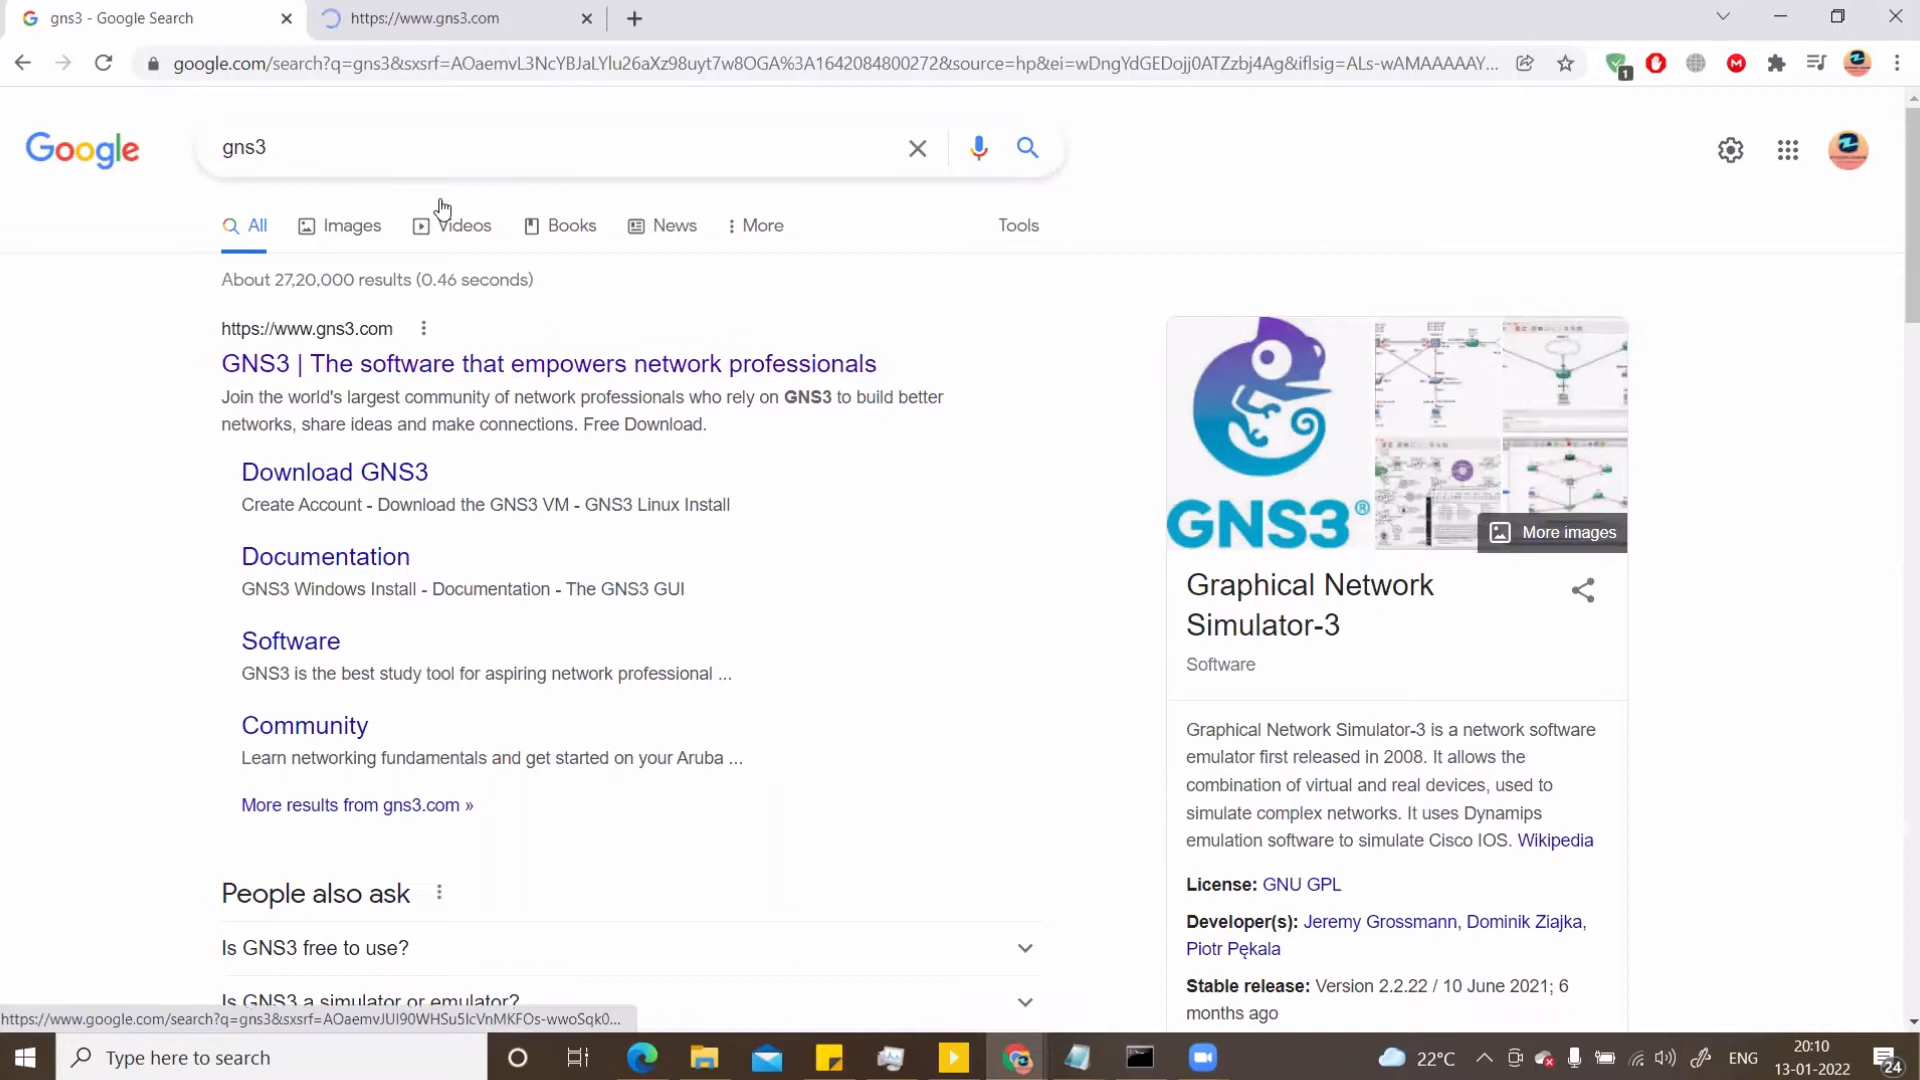 gns3 - Google Search
https://www.gns3.com
google.com/search?q=gns3&sxsrf=AOaemvL3NcYBJaLYlu26aXz98uyt7w8OGA%3A1642084800272&source=hp&ei=wDngYdGEDojj0ATZzbj4Ag&iflsig=ALs-wAMAAAAAY...
1
Google
gns3
All
Images
Videos
Books
News
More
Tools
About 27,20,000 results (0.46 seconds)
https://www.gns3.com
GNS3 | The software that empowers network professionals
Join the world's largest community of network professionals who rely on GNS3 to build better
networks, share ideas and make connections. Free Download.
Download GNS3
Create Account - Download the GNS3 VM - GNS3 Linux Install
Documentation
GNS3 Windows Install - Documentation - The GNS3 GUI
Software
GNS3 is the best study tool for aspiring network professional ...
Community
Learn networking fundamentals and get started on your Aruba ...
More results from gns3.com »
People also ask
Is GNS3 free to use?
Is GNS3 a simulator or emulator?
GNS3®
More images
Graphical Network
Simulator-3
Software
Graphical Network Simulator-3 is a network software
emulator first released in 2008. It allows the
combination of virtual and real devices, used to
simulate complex networks. It uses Dynamips
emulation software to simulate Cisco IOS. Wikipedia
License: GNU GPL
Developer(s): Jeremy Grossmann, Dominik Ziajka,
Piotr Pękala
Stable release: Version 2.2.22 / 10 June 2021; 6
months ago
https://www.google.com/search?q=gns3&sxsrf=AOaemvJUI90WHSu5IcVnMKFOs-wwoSqk0...
Type here to search
22°C
ENG
20:10
13-01-2022
24